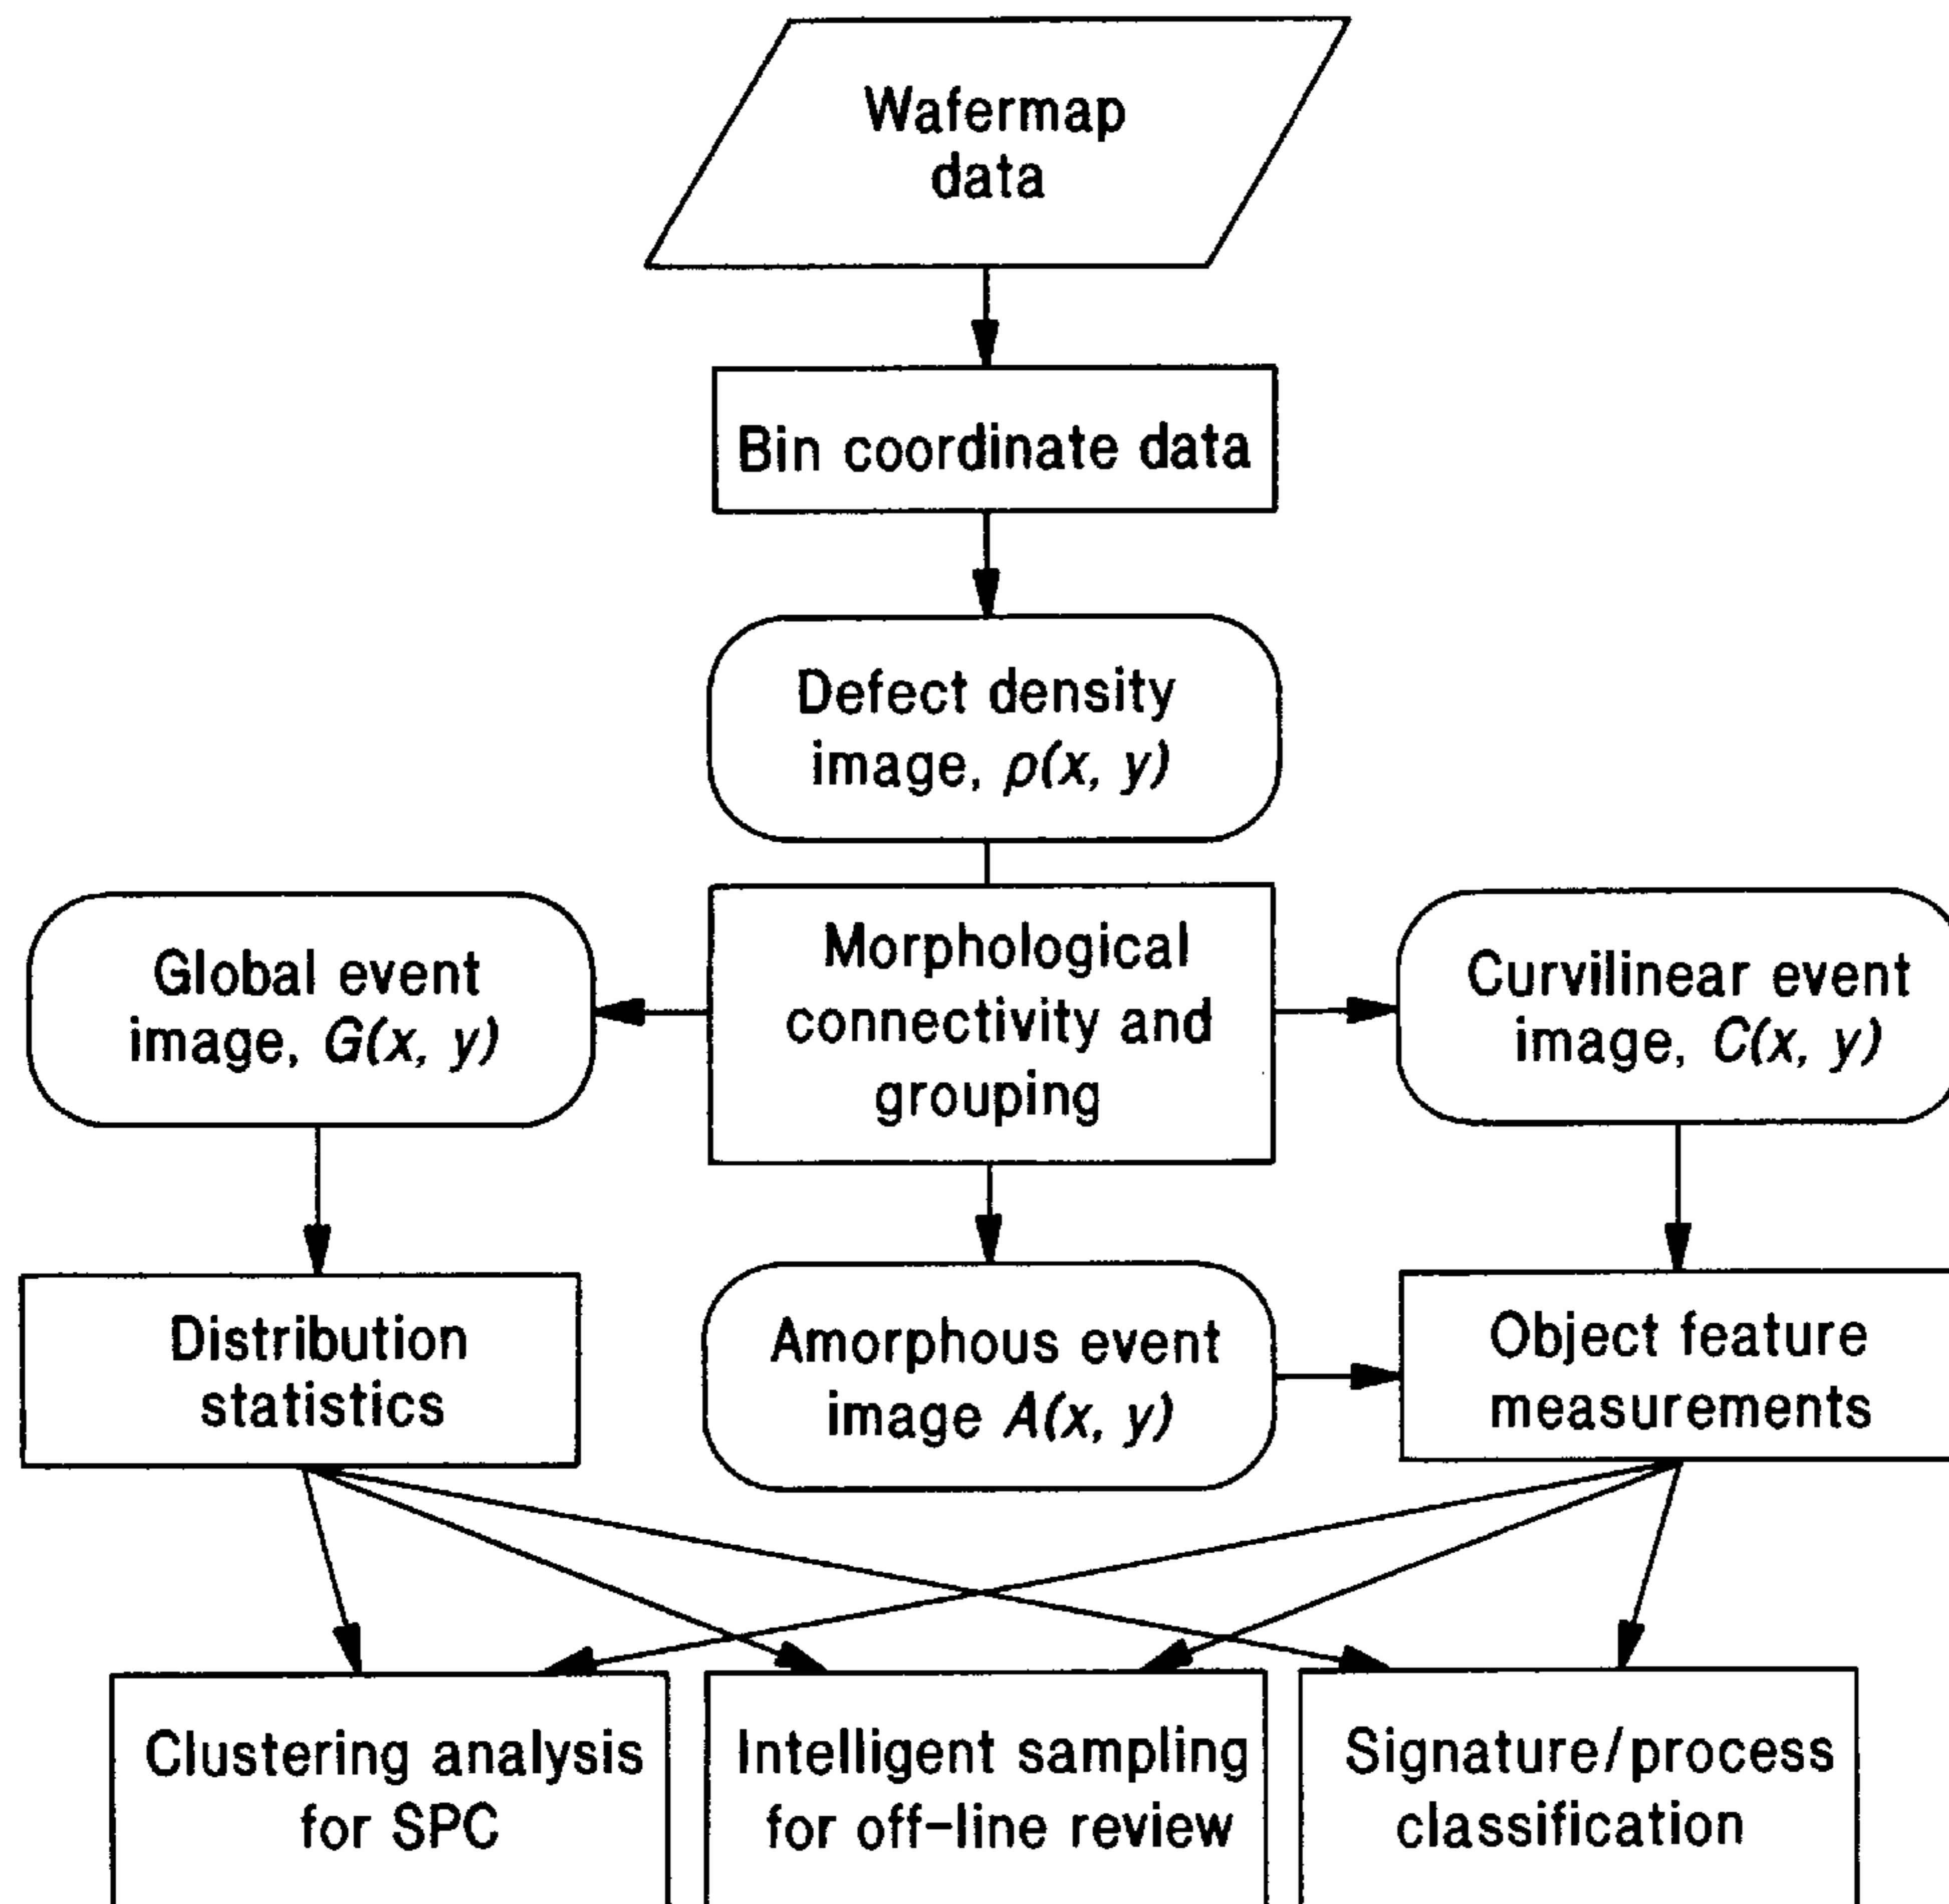 Wafermap
data
Bin coordinate data
Defect density
image, ρ(x, y)
Global event
image, G(x, y)
Morphological
connectivity and
grouping
Curvilinear event
image, C(x, y)
Distribution
statistics
Amorphous event
image A(x, y)
Object feature
measurements
Clustering analysis
for SPC
Intelligent sampling
for off-line review
Signature/process
classification